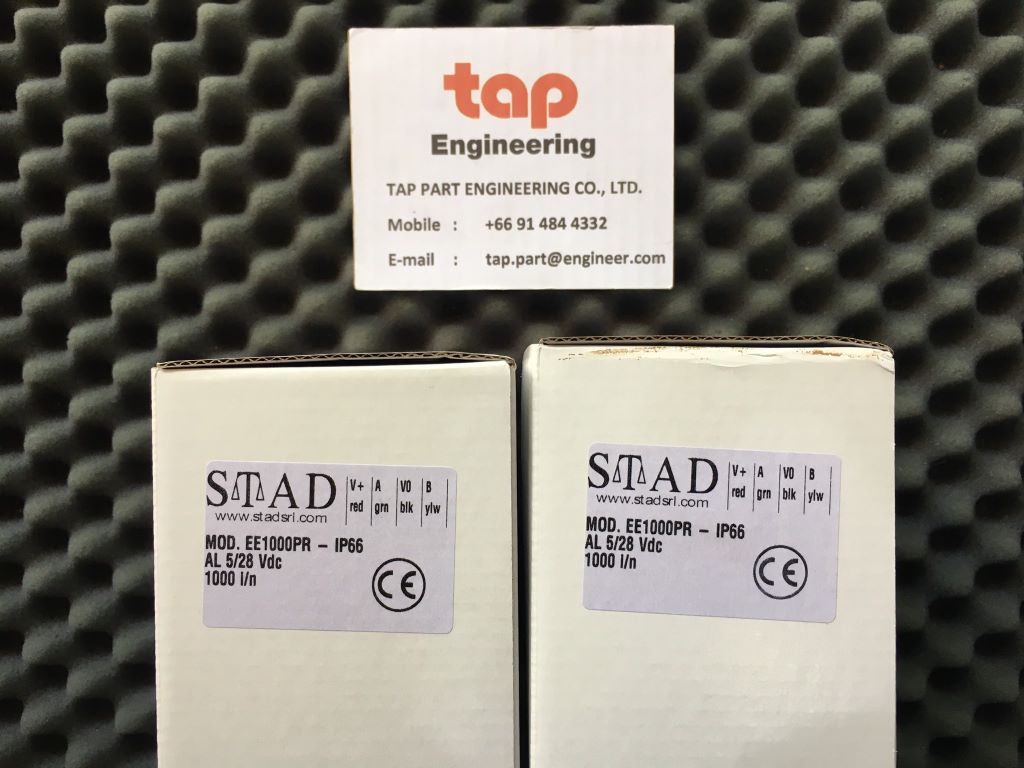 tap
Engineering
TAP PART ENGINEERING CO., LTD.
Mobile : +66 91 484 4332
E-mail : tap.part@engineer.com
STAD
www.stadsrl.com
V+ A V0 B
red grn blk ylw
MOD. EE1000PR – IP66
AL 5/28 Vdc
1000 I/n
CE
STAD
www.stadsrl.com
V+ A V0 B
red grn blk ylw
MOD. EE1000PR – IP66
AL 5/28 Vdc
1000 I/n
CE